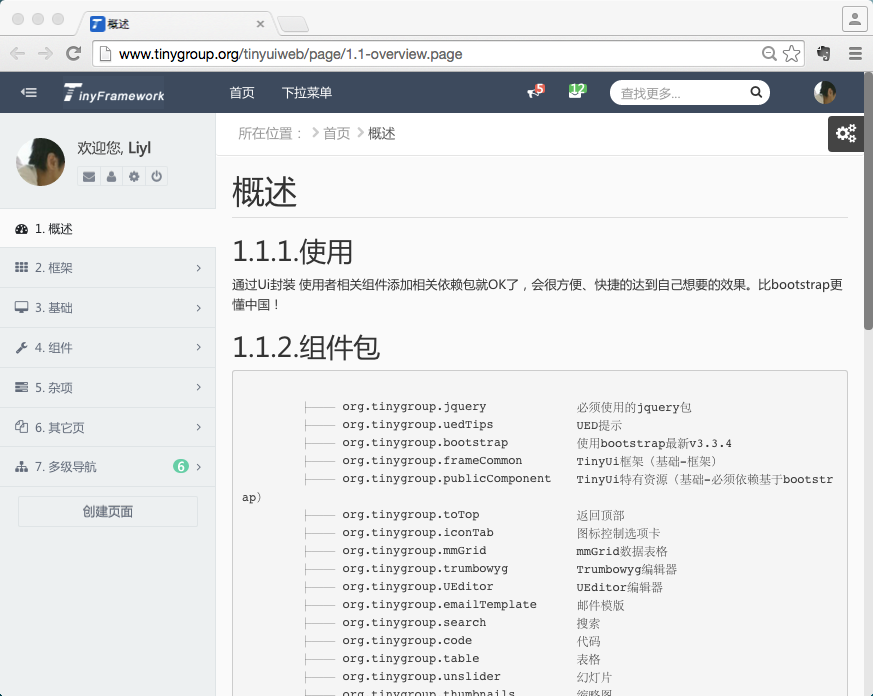 概述
www.tinygroup.org/tinyuiweb/page/1.1-overview.page
TinyFramework
首页
下拉菜单
5
12
查找更多...
欢迎您, Liyl
所在位置： 首页 概述
1. 概述
2. 框架
3. 基础
4. 组件
5. 杂项
6. 其它页
7. 多级导航 6
创建页面
概述
1.1.1.使用
通过Ui封装 使用者相关组件添加相关依赖包就OK了，会很方便、快捷的达到自己想要的效果。比bootstrap更
懂中国！
1.1.2.组件包
├── org.tinygroup.jquery 必须使用的jquery包
├── org.tinygroup.uedTips UED提示
├── org.tinygroup.bootstrap 使用bootstrap最新v3.3.4
├── org.tinygroup.frameCommon TinyUi框架（基础-框架）
├── org.tinygroup.publicComponent TinyUi特有资源（基础-必须依赖基于bootstr
ap）
├── org.tinygroup.toTop 返回顶部
├── org.tinygroup.iconTab 图标控制选项卡
├── org.tinygroup.mmGrid mmGrid数据表格
├── org.tinygroup.trumbowyg Trumbowyg编辑器
├── org.tinygroup.UEditor UEditor编辑器
├── org.tinygroup.emailTemplate 邮件模版
├── org.tinygroup.search 搜索
├── org.tinygroup.code 代码
├── org.tinygroup.table 表格
├── org.tinygroup.unslider 幻灯片
├── org.tinygroup.thumbnails 缩略图